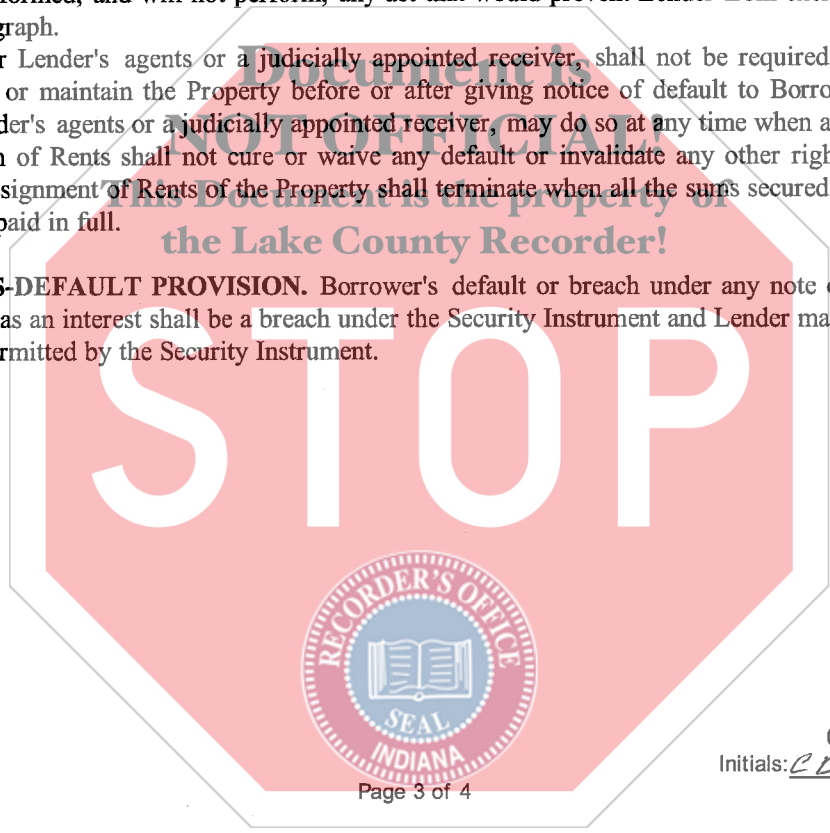 graph.
r Lender's agents or a judicially appointed receiver, shall not be required
or maintain the Property before or after giving notice of default to Borro
der's agents or a judicially appointed receiver, may do so at any time when a
n of Rents shall not cure or waive any default or invalidate any other righ
signment of Rents of the Property shall terminate when all the sums secured
paid in full.
Document is
NOT OFFICIAL!
This Document is the property of
the Lake County Recorder!
S-DEFAULT PROVISION. Borrower's default or breach under any note
as an interest shall be a breach under the Security Instrument and Lender ma
rmitted by the Security Instrument.
STOP
RECORDER'S OFFICE
SEAL
INDIANA
Initials:
Page 3 of 4